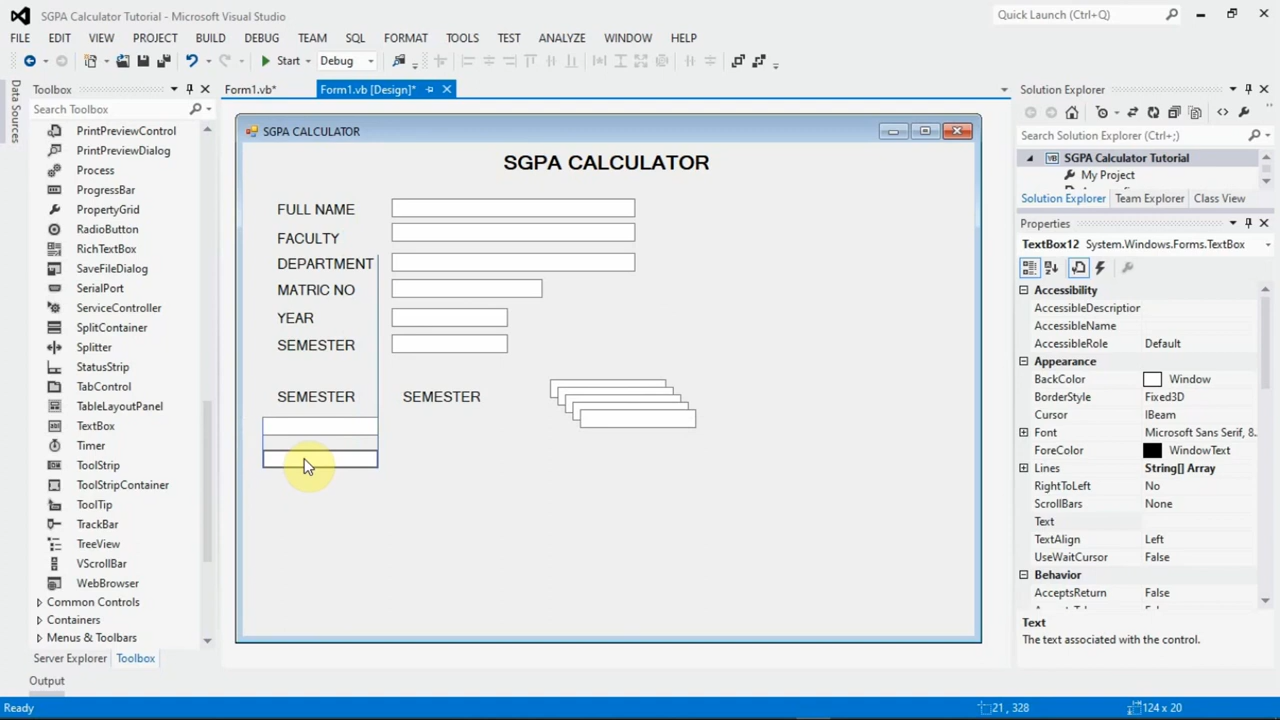 SGPA Calculator Tutorial - Microsoft Visual Studio
Quick Launch (Ctrl+Q)
FILE EDIT VIEW PROJECT BUILD DEBUG TEAM SQL FORMAT TOOLS TEST ANALYZE WINDOW HELP
Start Debug
Data Sources
Toolbox
Search Toolbox
PrintPreviewControl
PrintPreviewDialog
Process
ProgressBar
PropertyGrid
RadioButton
RichTextBox
SaveFileDialog
SerialPort
ServiceController
SplitContainer
Splitter
StatusStrip
TabControl
TableLayoutPanel
TextBox
Timer
ToolStrip
ToolStripContainer
ToolTip
TrackBar
TreeView
VScrollBar
WebBrowser
Common Controls
Containers
Menus & Toolbars
Server Explorer Toolbox
Form1.vb* Form1.vb [Design]*
SGPA CALCULATOR
SGPA CALCULATOR
FULL NAME
FACULTY
DEPARTMENT
MATRIC NO
YEAR
SEMESTER
SEMESTER SEMESTER
Solution Explorer
Search Solution Explorer (Ctrl+;)
VB SGPA Calculator Tutorial
My Project
Solution Explorer Team Explorer Class View
Properties
TextBox12 System.Windows.Forms.TextBox
Accessibility
AccessibleDescription
AccessibleName
AccessibleRole Default
Appearance
BackColor Window
BorderStyle Fixed3D
Cursor IBeam
Font Microsoft Sans Serif, 8.
ForeColor WindowText
Lines String[] Array
RightToLeft No
ScrollBars None
Text
TextAlign Left
UseWaitCursor False
Behavior
AcceptsReturn False
Text
The text associated with the control.
Output
Ready
21 , 328
124 x 20